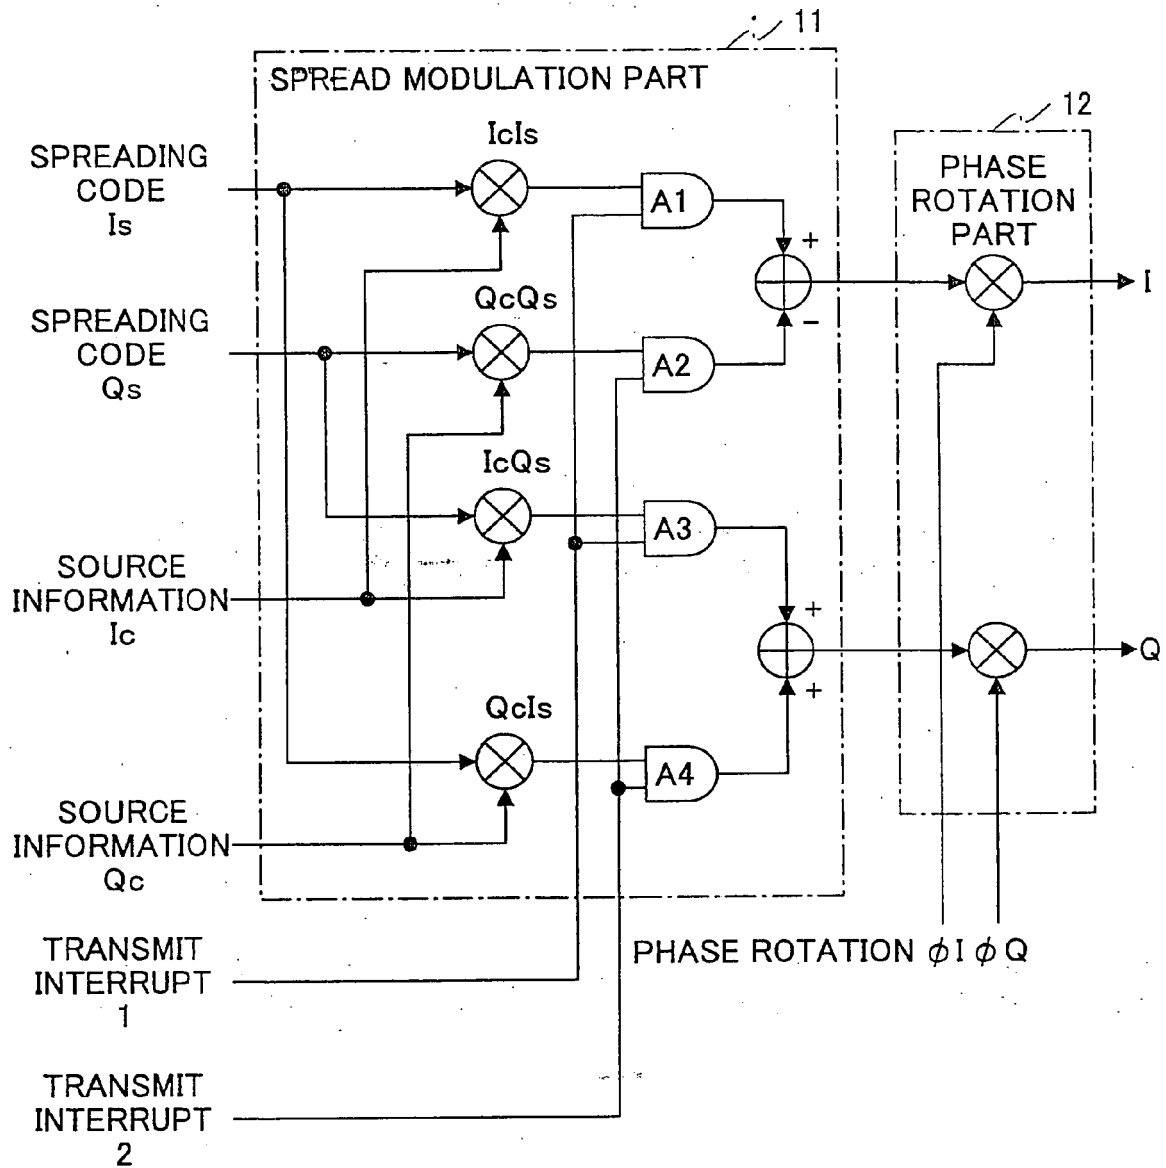 11
SPREAD MODULATION PART
12
IcIs
SPREADING
CODE
Is
A1
PHASE
ROTATION
PART
+
I
QcQs
−
SPREADING
CODE
Qs
A2
IcQs
A3
SOURCE
INFORMATION
Ic
+
Q
+
QcIs
A4
SOURCE
INFORMATION
Qc
TRANSMIT
INTERRUPT
1
PHASE ROTATION ϕI ϕQ
TRANSMIT
INTERRUPT
2